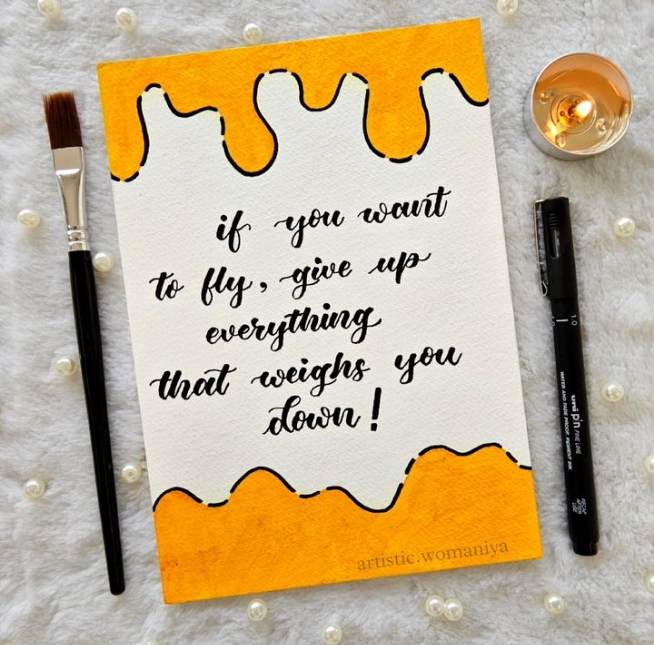 if you want
to fly, give up
everything
that weighs you
down!
artistic.womaniya
1.0
uni pin FINE LINE
WATER AND FADE PROOF, PIGMENT INK